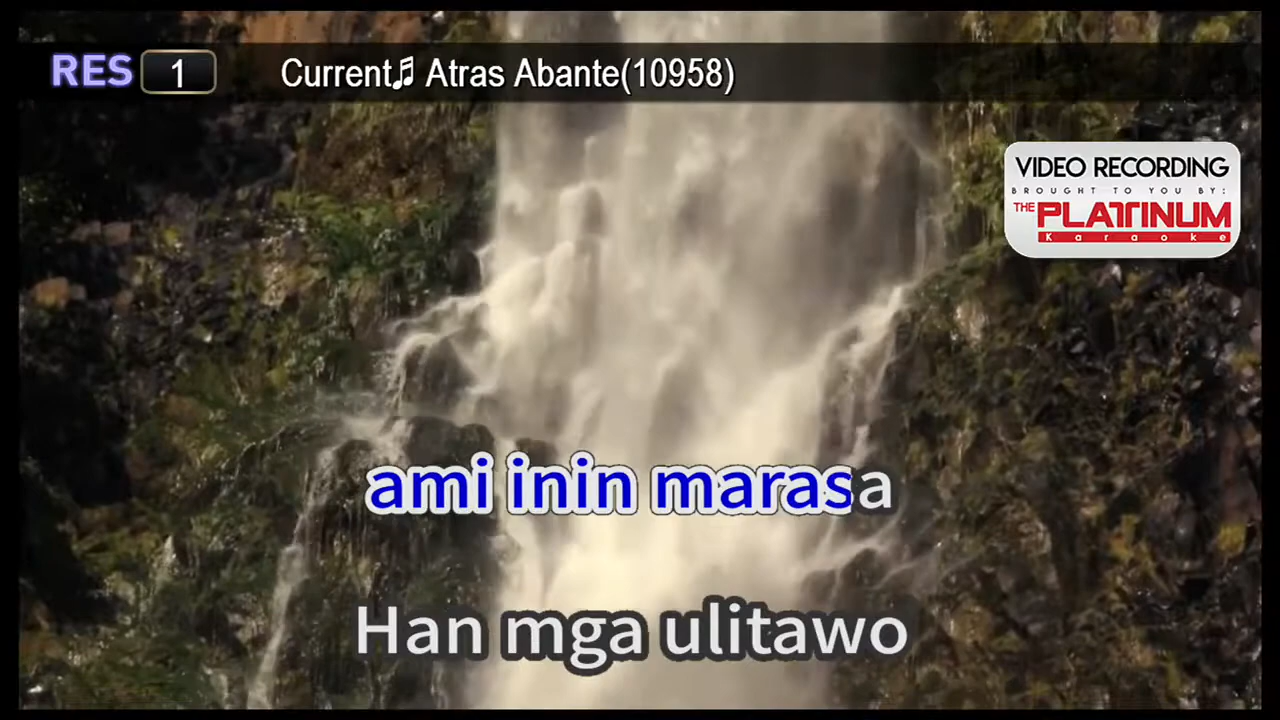 RES 1 Current♫ Atras Abante(10958)
VIDEO RECORDING
BROUGHT TO YOU BY:
THE PLATINUM
Karaoke
ami inin marasa
Han mga ulitawo